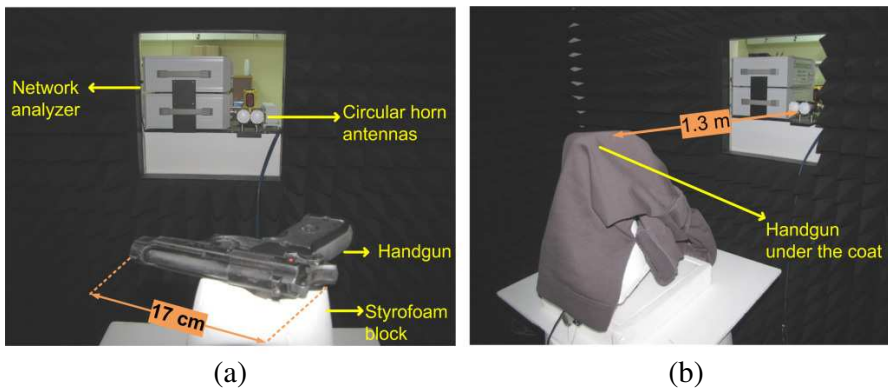 Network
analyzer
Circular horn
antennas
Handgun
17 cm
Styrofoam
block
1.3 m
Handgun
under the coat
(a)
(b)